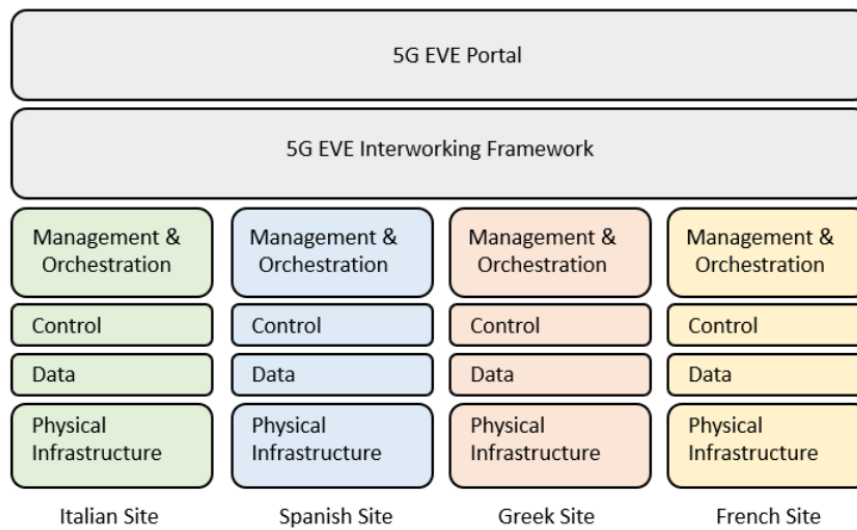 5G EVE Portal
5G EVE Interworking Framework
Management &
Orchestration
Management &
Orchestration
Management &
Orchestration
Management &
Orchestration
Control
Control
Control
Control
Data
Data
Data
Data
Physical
Infrastructure
Physical
Infrastructure
Physical
Infrastructure
Physical
Infrastructure
Italian Site
Spanish Site
Greek Site
French Site